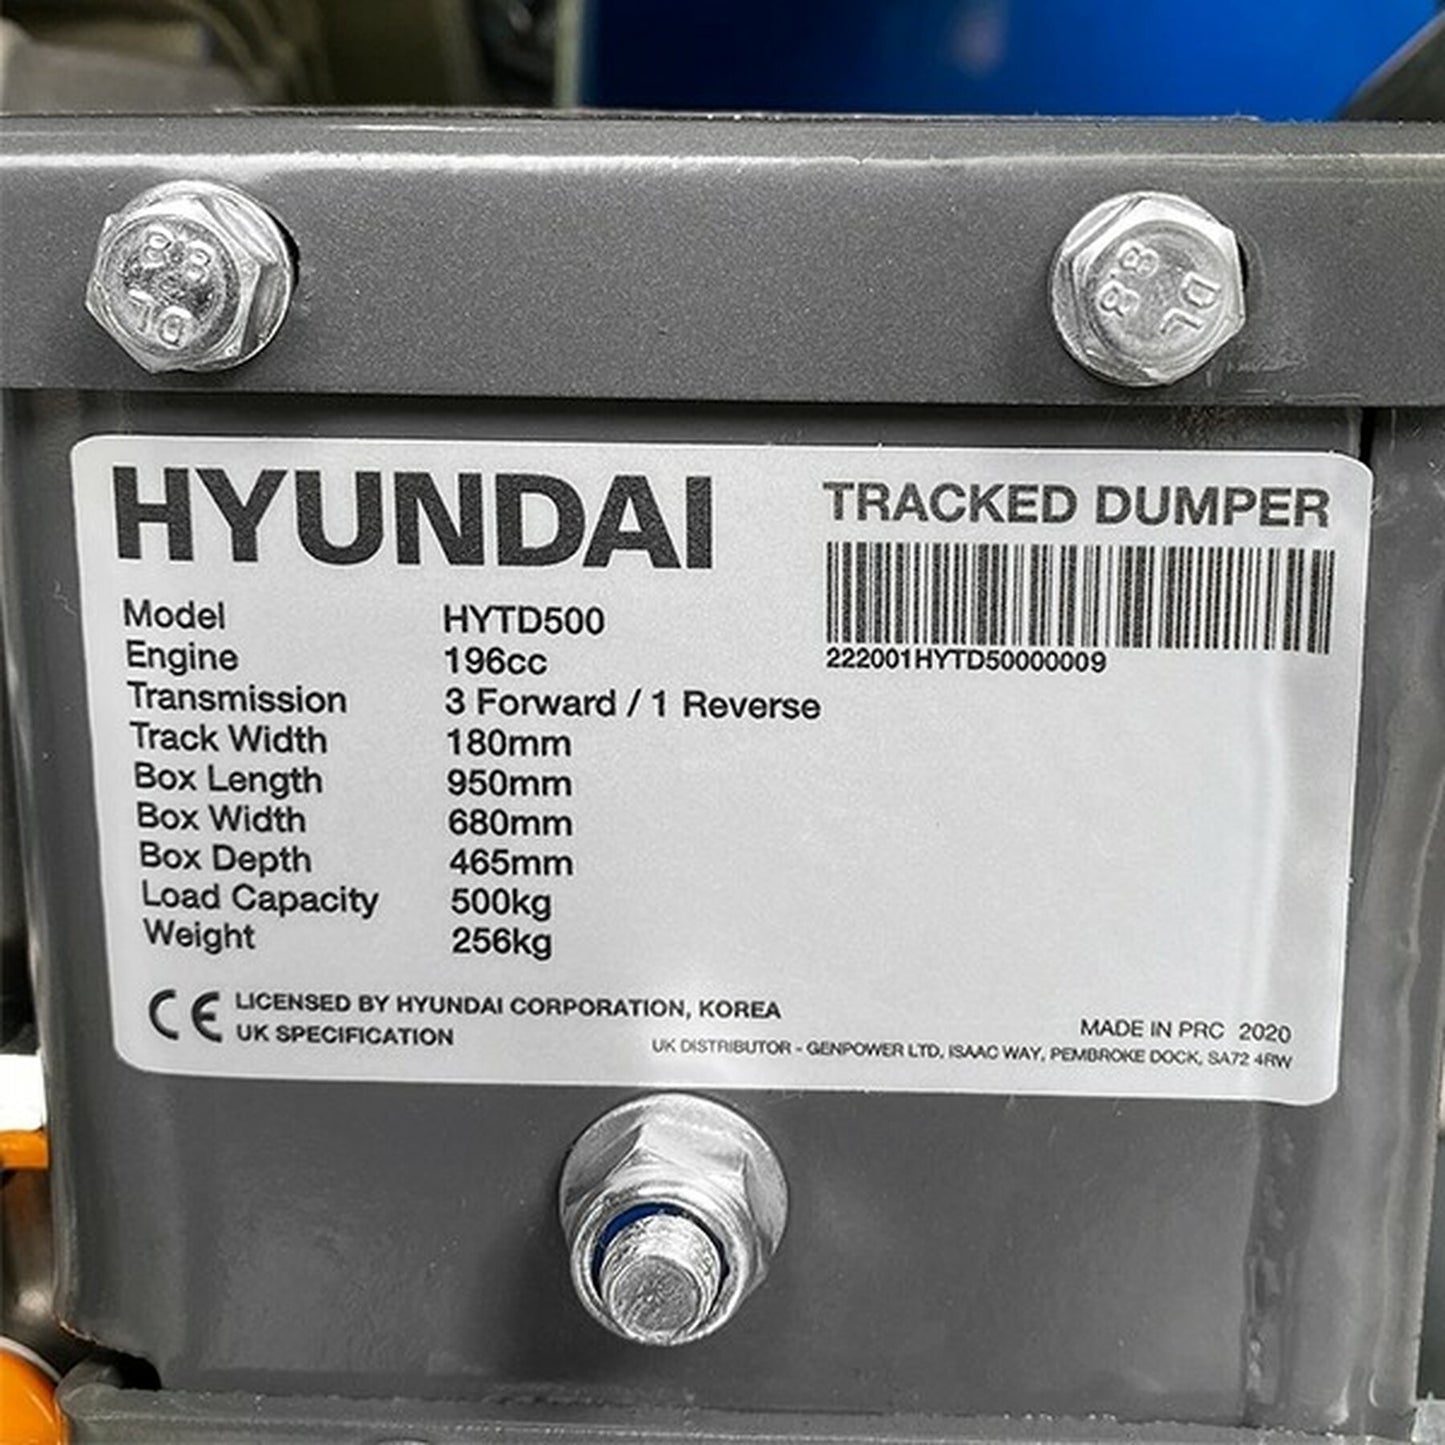 8.8
DL
8.8
DL
HYUNDAI
TRACKED DUMPER
222001HYTD50000009
Model HYTD500
Engine 196cc
Transmission 3 Forward / 1 Reverse
Track Width 180mm
Box Length 950mm
Box Width 680mm
Box Depth 465mm
Load Capacity 500kg
Weight 256kg
CE LICENSED BY HYUNDAI CORPORATION, KOREA
UK SPECIFICATION
MADE IN PRC 2020
UK DISTRIBUTOR - GENPOWER LTD, ISAAC WAY, PEMBROKE DOCK, SA72 4RW